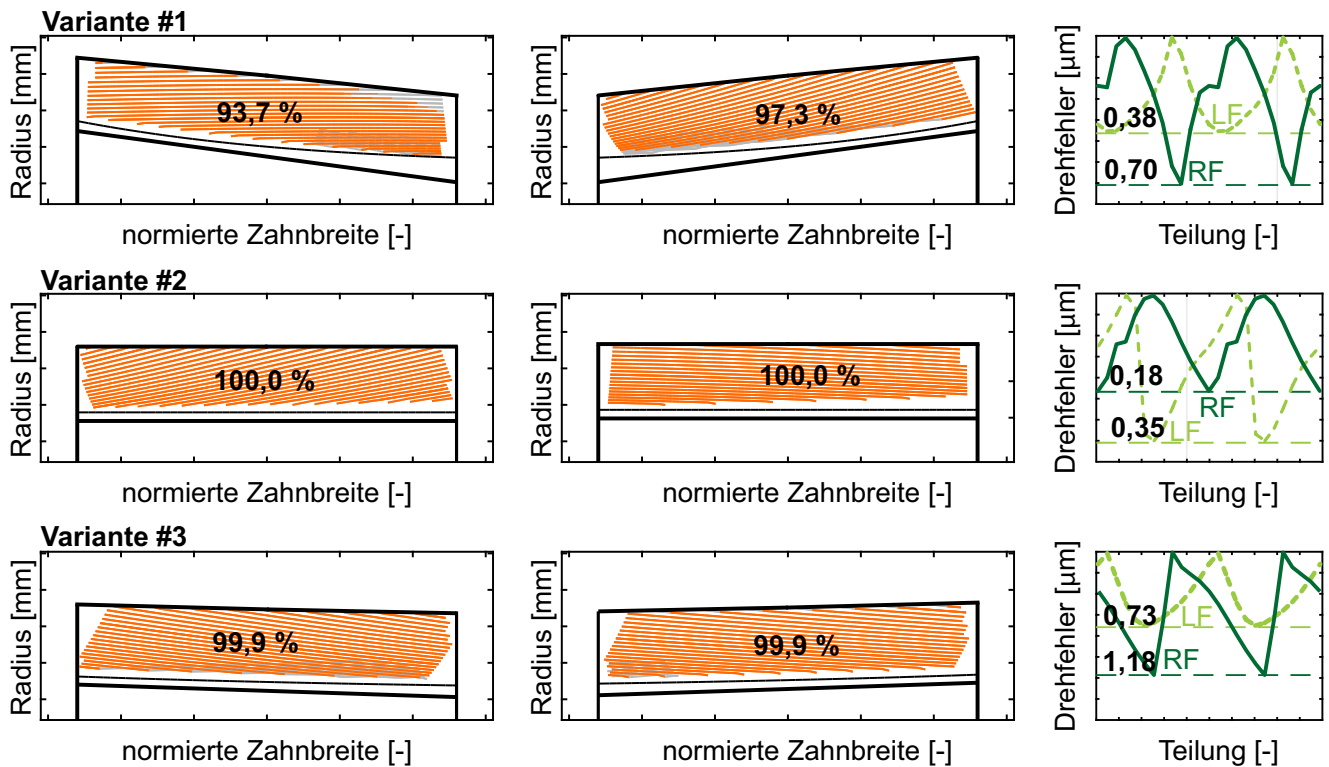 Variante #1
Radius [mm]
93,7 %
normierte Zahnbreite [-]
Radius [mm]
97,3 %
normierte Zahnbreite [-]
Drehfehler [µm]
0,38
LF
0,70
RF
Teilung [-]
Variante #2
Radius [mm]
100,0 %
normierte Zahnbreite [-]
Radius [mm]
100,0 %
normierte Zahnbreite [-]
Drehfehler [µm]
0,18
RF
0,35
LF
Teilung [-]
Variante #3
Radius [mm]
99,9 %
normierte Zahnbreite [-]
Radius [mm]
99,9 %
normierte Zahnbreite [-]
Drehfehler [µm]
0,73
LF
1,18
RF
Teilung [-]